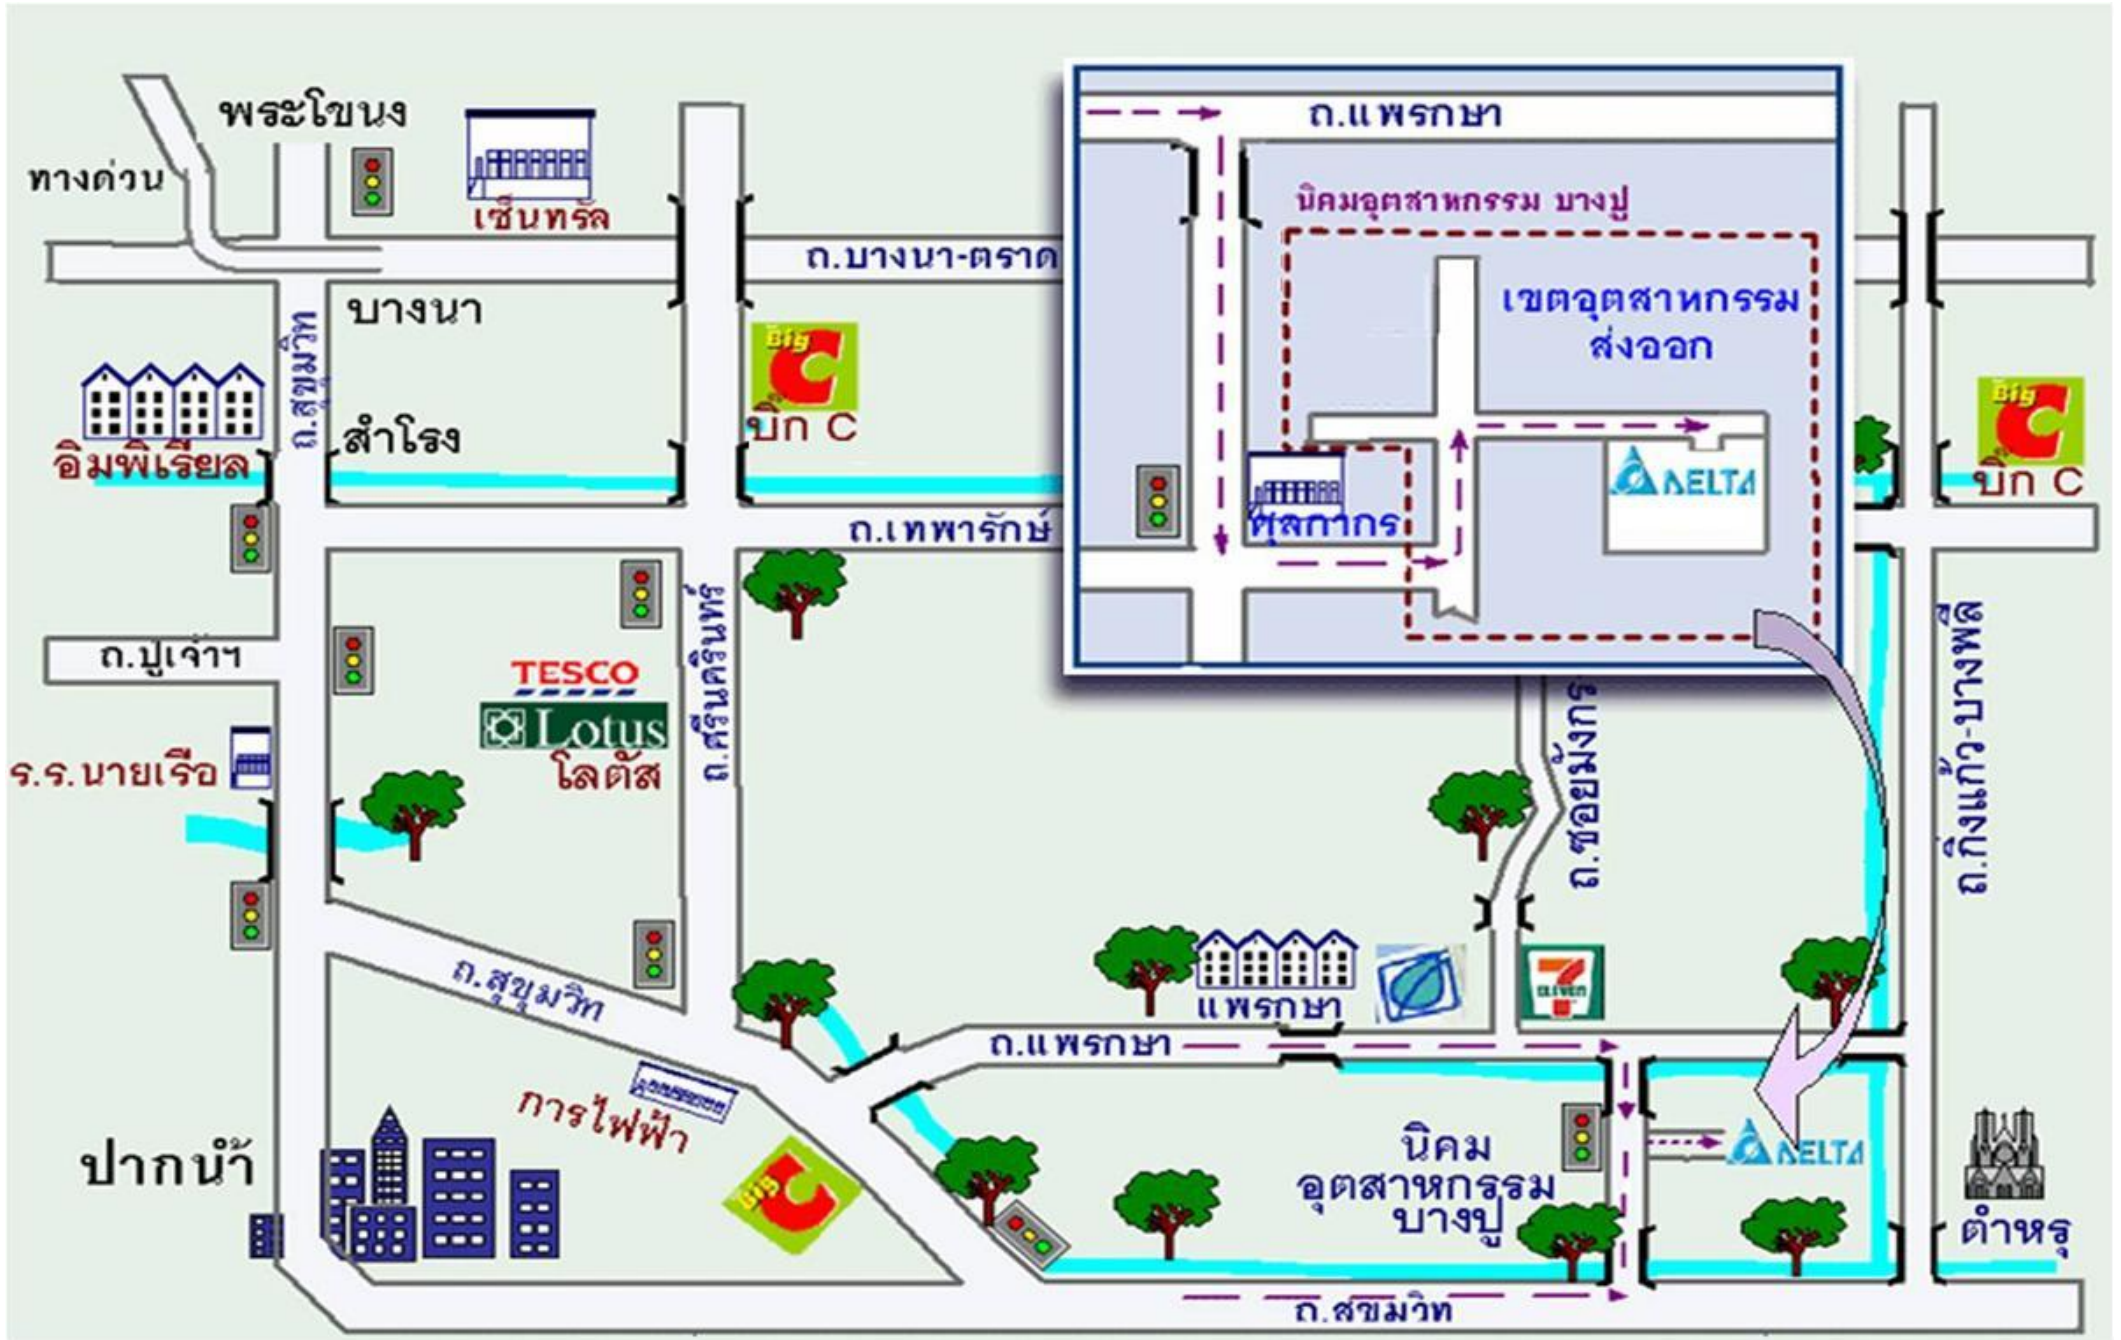 พระโขนง
ทางด่วน
เซ็นทรัล
ถ.บางนา-ตราด
บางนา
ถ.สุขุมวิท
Big
C
บิ๊ก C
อิมพีเรียล
สำโรง
ถ.เทพารักษ์
ถ.ปู่เจ้าฯ
TESCO
Lotus
โลตัส
ถ.ศรีนครินทร์
ร.ร.นายเรือ
ถ.สุขุมวิท
การไฟฟ้า
ปากน้ำ
Big
C
ถ.แพรกษา
นิคมอุตสาหกรรม บางปู
เขตอุตสาหกรรม
ส่งออก
DELTA
ศุลกากร
Big
C
บิ๊ก C
ถ.ซอยมังกร
ถ.กิ่งแก้ว-บางพลี
แพรกษา
7
ELEVEN
ถ.แพรกษา
นิคม
อุตสาหกรรม
บางปู
DELTA
ตำหรุ
ถ.สุขุมวิท